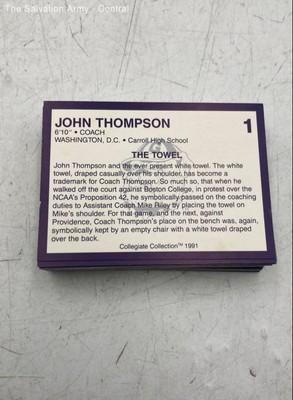 The Salvation Army - Central
JOHN THOMPSON
1
6'10" • COACH
WASHINGTON, D.C. • Carroll High School
THE TOWEL
John Thompson and the ever present white towel. The white
towel, draped casually over his shoulder, has become a
trademark for Coach Thompson. So much so, that when he
walked off the court against Boston College, in protest over the
NCAA's Proposition 42, he symbolically passed on the coaching
duties to Assistant Coach Mike Riley by placing the towel on
Mike's shoulder. For that game, and the next, against
Providence, Coach Thompson's place on the bench was, again,
symbolically kept by an empty chair with a white towel draped
over the back.
Collegiate Collection™ 1991